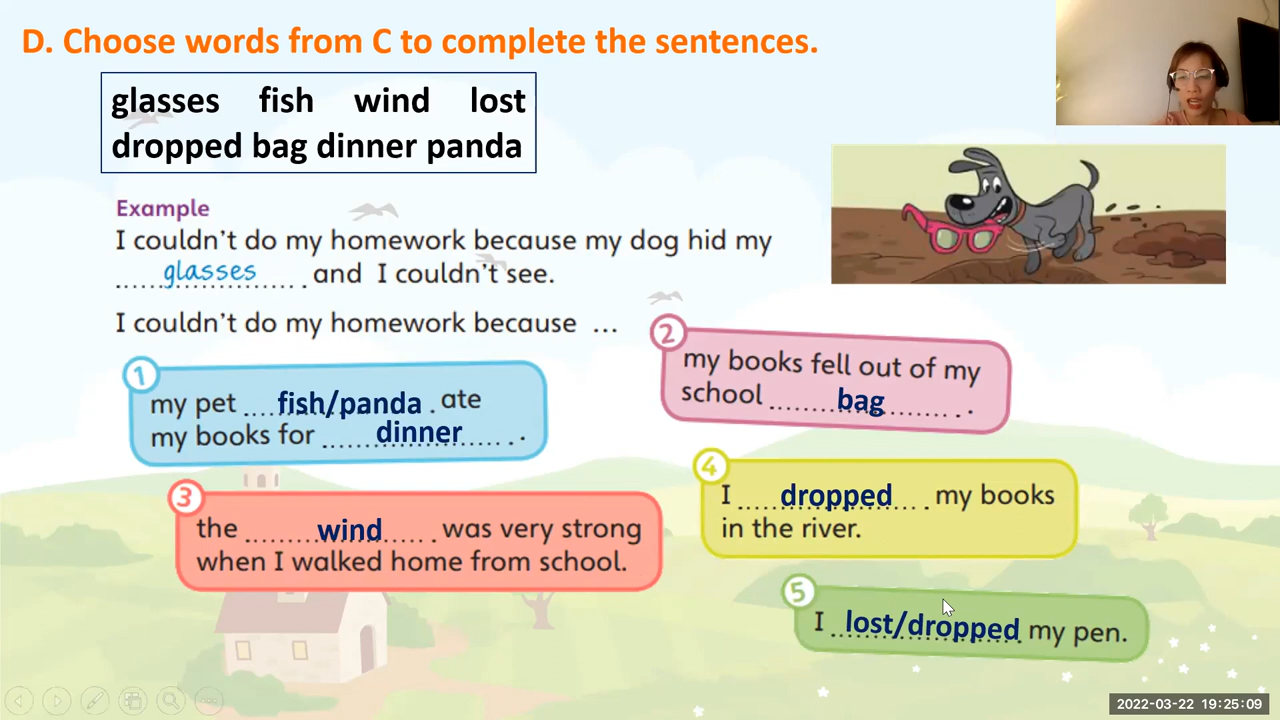 D. Choose words from C to complete the sentences.
glasses fish wind lost
dropped bag dinner panda
Example
I couldn't do my homework because my dog hid my
glasses and I couldn't see.
I couldn't do my homework because ...
1
my pet fish/panda ate
my books for dinner.
2
my books fell out of my
school bag.
3
the wind was very strong
when I walked home from school.
4
I dropped my books
in the river.
5
I lost/dropped my pen.
2022-03-22 19:25:09